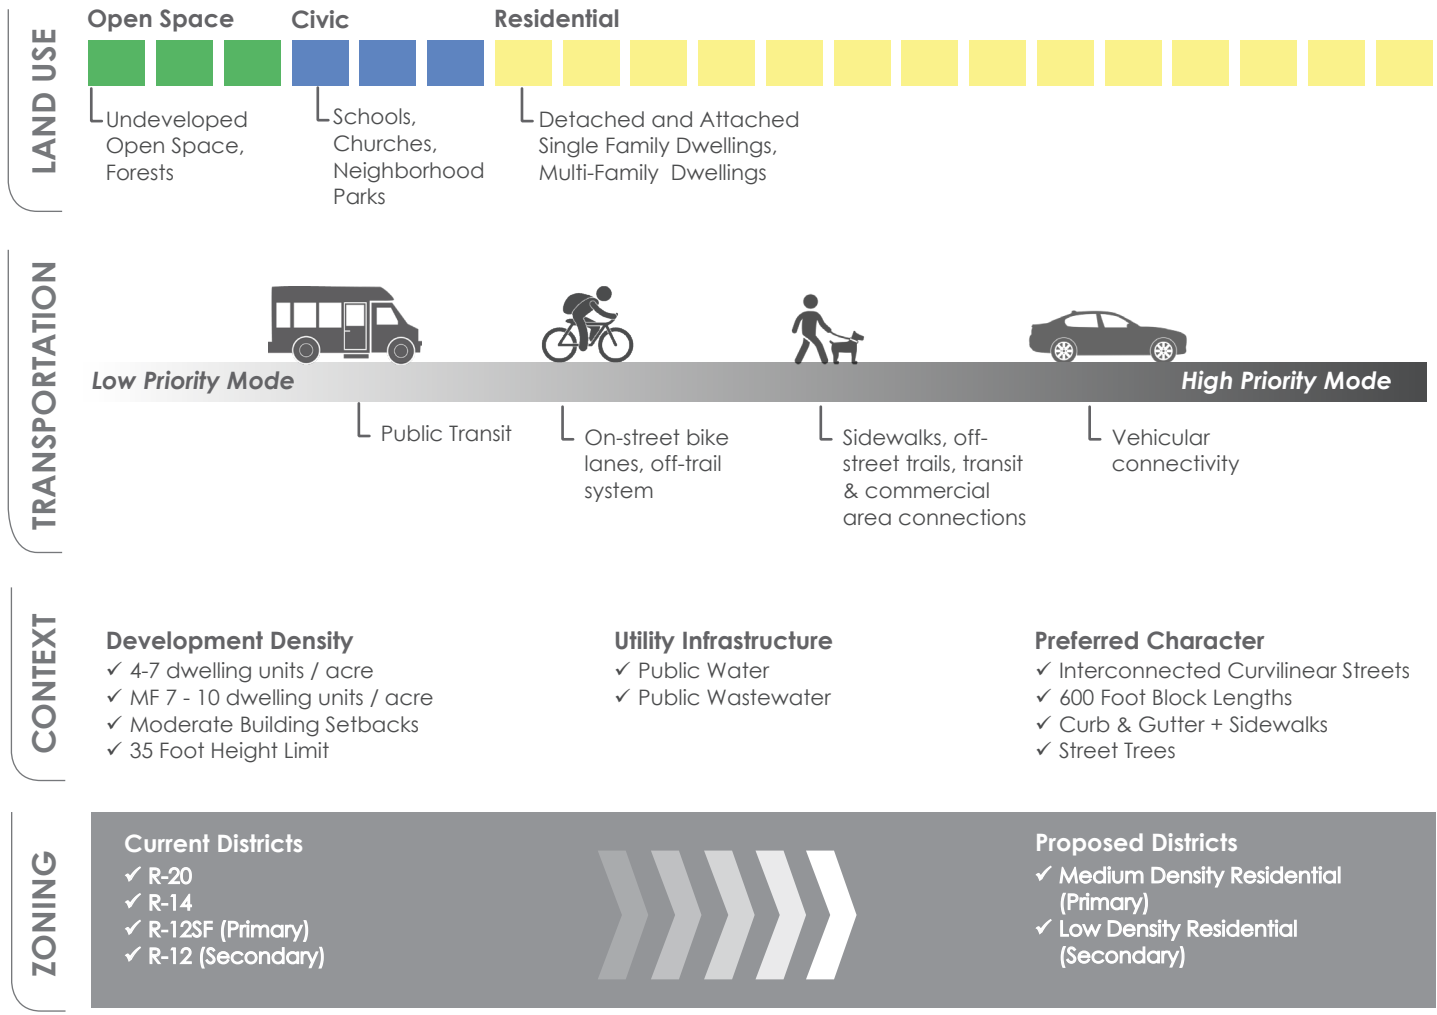 LAND USE
Open Space
Civic
Residential
Undeveloped
Open Space,
Forests
Schools,
Churches,
Neighborhood
Parks
Detached and Attached
Single Family Dwellings,
Multi-Family Dwellings
TRANSPORTATION
Low Priority Mode
High Priority Mode
Public Transit
On-street bike
lanes, off-trail
system
Sidewalks, off-
street trails, transit
& commercial
area connections
Vehicular
connectivity
CONTEXT
Development Density
✓ 4-7 dwelling units / acre
✓ MF 7 - 10 dwelling units / acre
✓ Moderate Building Setbacks
✓ 35 Foot Height Limit
Utility Infrastructure
✓ Public Water
✓ Public Wastewater
Preferred Character
✓ Interconnected Curvilinear Streets
✓ 600 Foot Block Lengths
✓ Curb & Gutter + Sidewalks
✓ Street Trees
ZONING
Current Districts
✓ R-20
✓ R-14
✓ R-12SF (Primary)
✓ R-12 (Secondary)
Proposed Districts
✓ Medium Density Residential
(Primary)
✓ Low Density Residential
(Secondary)